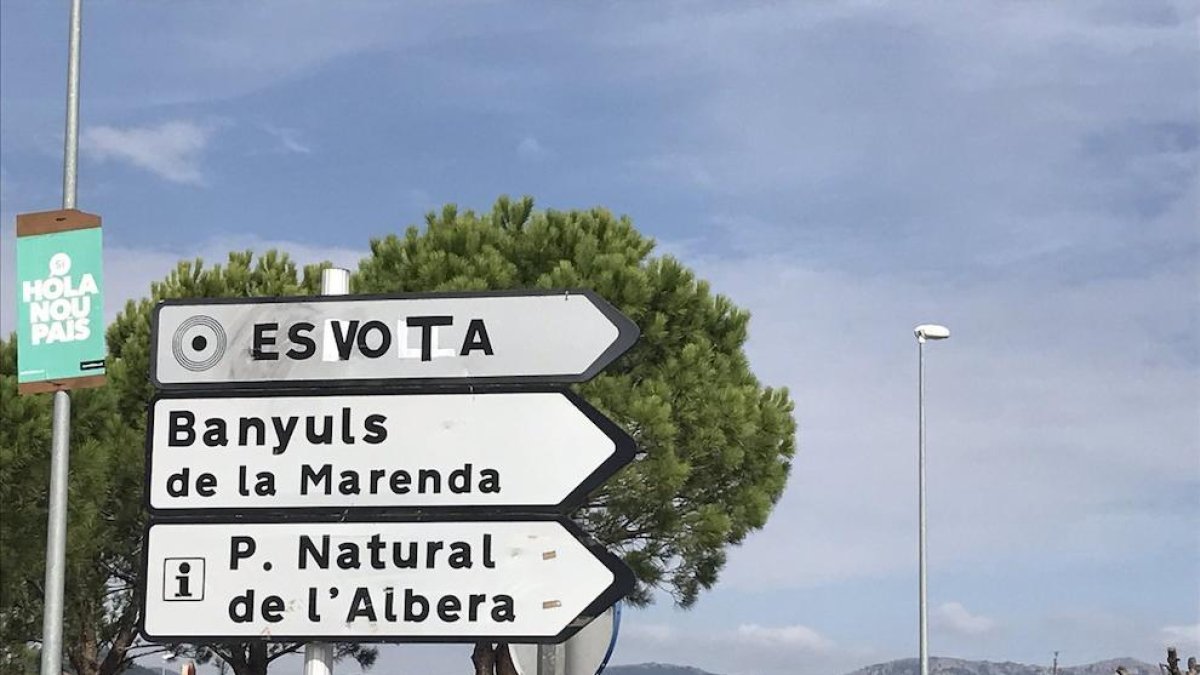 Sí
HOLA
NOU
PAÍS
ESVOTA
Banyuls
de la Marenda
i
P. Natural
de l'Albera